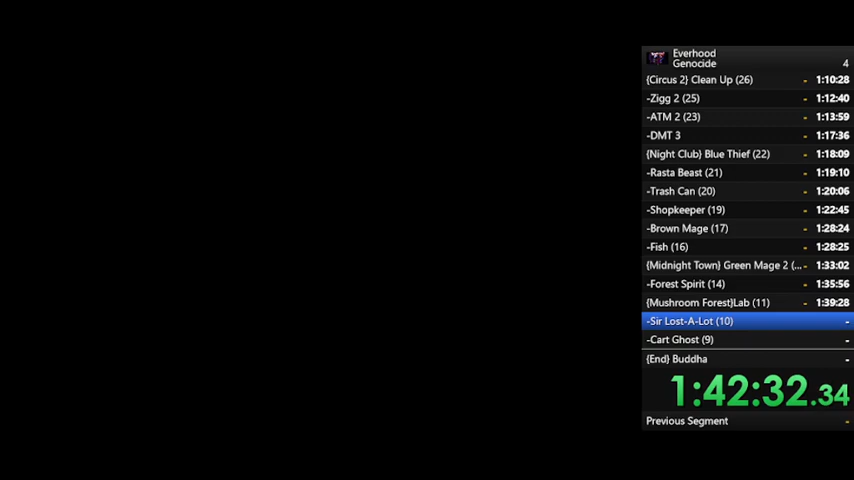 Everhood
Genocide 4
{Circus 2} Clean Up (26) - 1:10:28
-Zigg 2 (25) - 1:12:40
-ATM 2 (23) - 1:13:59
-DMT 3 - 1:17:36
{Night Club} Blue Thief (22) - 1:18:09
-Rasta Beast (21) - 1:19:10
-Trash Can (20) - 1:20:06
-Shopkeeper (19) - 1:22:45
-Brown Mage (17) - 1:28:24
-Fish (16) - 1:28:25
{Midnight Town} Green Mage 2 (... - 1:33:02
-Forest Spirit (14) - 1:35:56
{Mushroom Forest}Lab (11) - 1:39:28
-Sir Lost-A-Lot (10) -
-Cart Ghost (9) -
{End} Buddha -
1:42:32.34
Previous Segment -